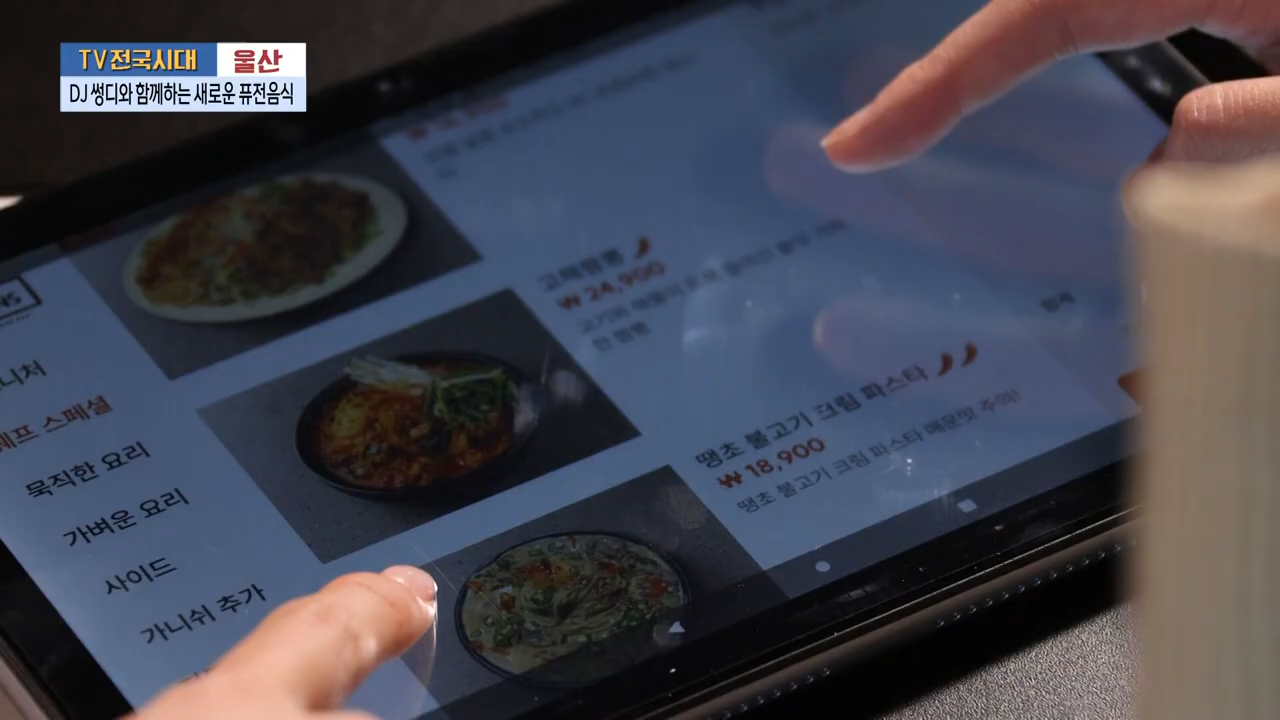 TV전국시대 울산
DJ 썽디와 함께하는 새로운 퓨전음식
셰프 스페셜
묵직한 요리
가벼운 요리
사이드
가니쉬 추가
₩ 24,900
한 짬뽕
땡초 불고기 크림 파스타
₩ 18,900
땡초 불고기 크림 파스타 매운맛 주의!